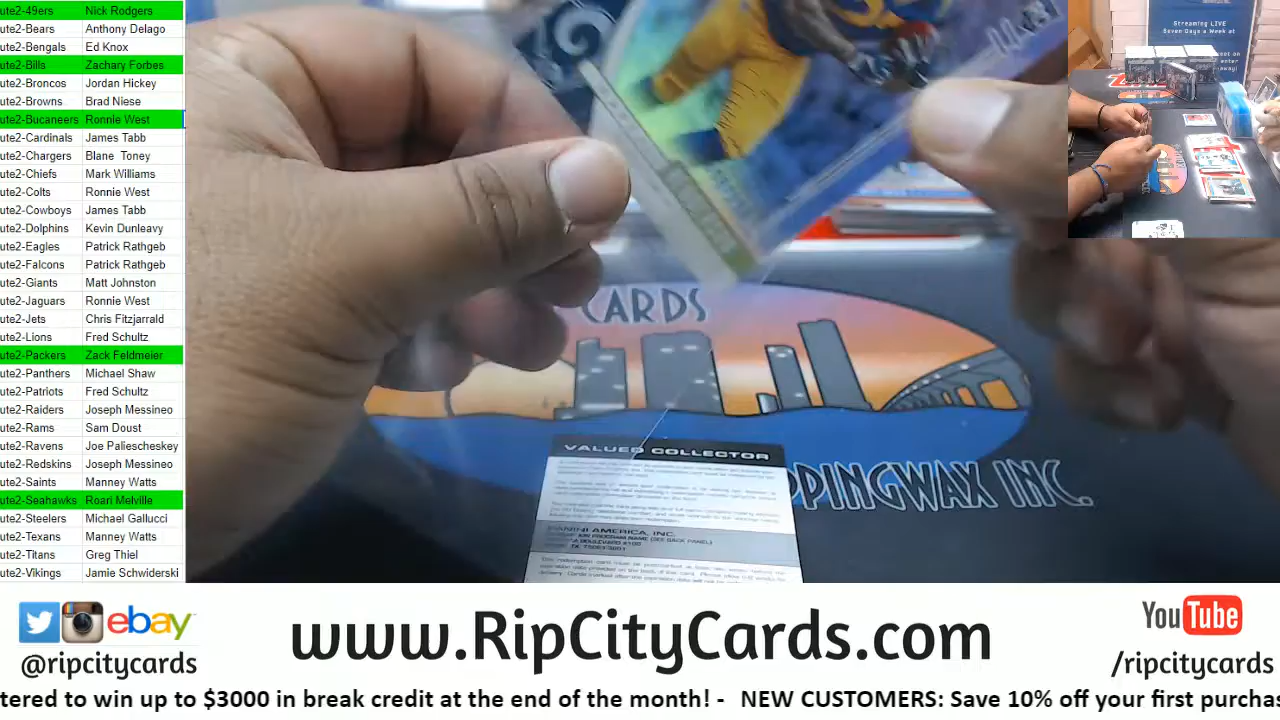 ute2-49ers Nick Rodgers
ute2-Bears Anthony Delago
ute2-Bengals Ed Knox
ute2-Bills Zachary Forbes
ute2-Broncos Jordan Hickey
ute2-Browns Brad Niese
ute2-Bucaneers Ronnie West
ute2-Cardinals James Tabb
ute2-Chargers Blane Toney
ute2-Chiefs Mark Williams
ute2-Colts Ronnie West
ute2-Cowboys James Tabb
ute2-Dolphins Kevin Dunleavy
ute2-Eagles Patrick Rathgeb
ute2-Falcons Patrick Rathgeb
ute2-Giants Matt Johnston
ute2-Jaguars Ronnie West
ute2-Jets Chris Fitzjarrald
ute2-Lions Fred Schultz
ute2-Packers Zack Feldmeier
ute2-Panthers Michael Shaw
ute2-Patriots Fred Schultz
ute2-Raiders Joseph Messineo
ute2-Rams Sam Doust
ute2-Ravens Joe Paliescheskey
ute2-Redskins Joseph Messineo
ute2-Saints Manney Watts
ute2-Seahawks Roari Melville
ute2-Steelers Michael Gallucci
ute2-Texens Manney Watts
ute2-Titans Greg Thiel
ute2-Vikings Jamie Schwiderski
Streaming LIVE
Seven Days a Week at
CARDS
PPINGWAX INC.
VALUED COLLECTOR
PANINI AMERICA, INC.
ebay
@ripcitycards
www.RipCityCards.com
YouTube
/ripcitycards
tered to win up to $3000 in break credit at the end of the month! - NEW CUSTOMERS: Save 10% off your first purchas